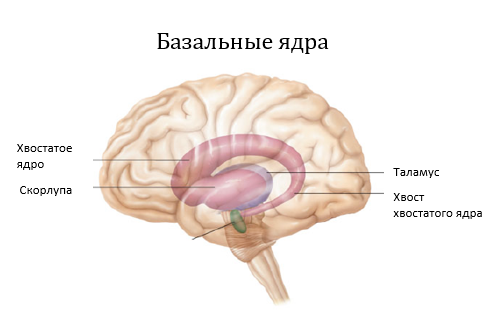 Базальные ядра
Хвостатое
ядро
Скорлупа
Таламус
Хвост
хвостатого ядра